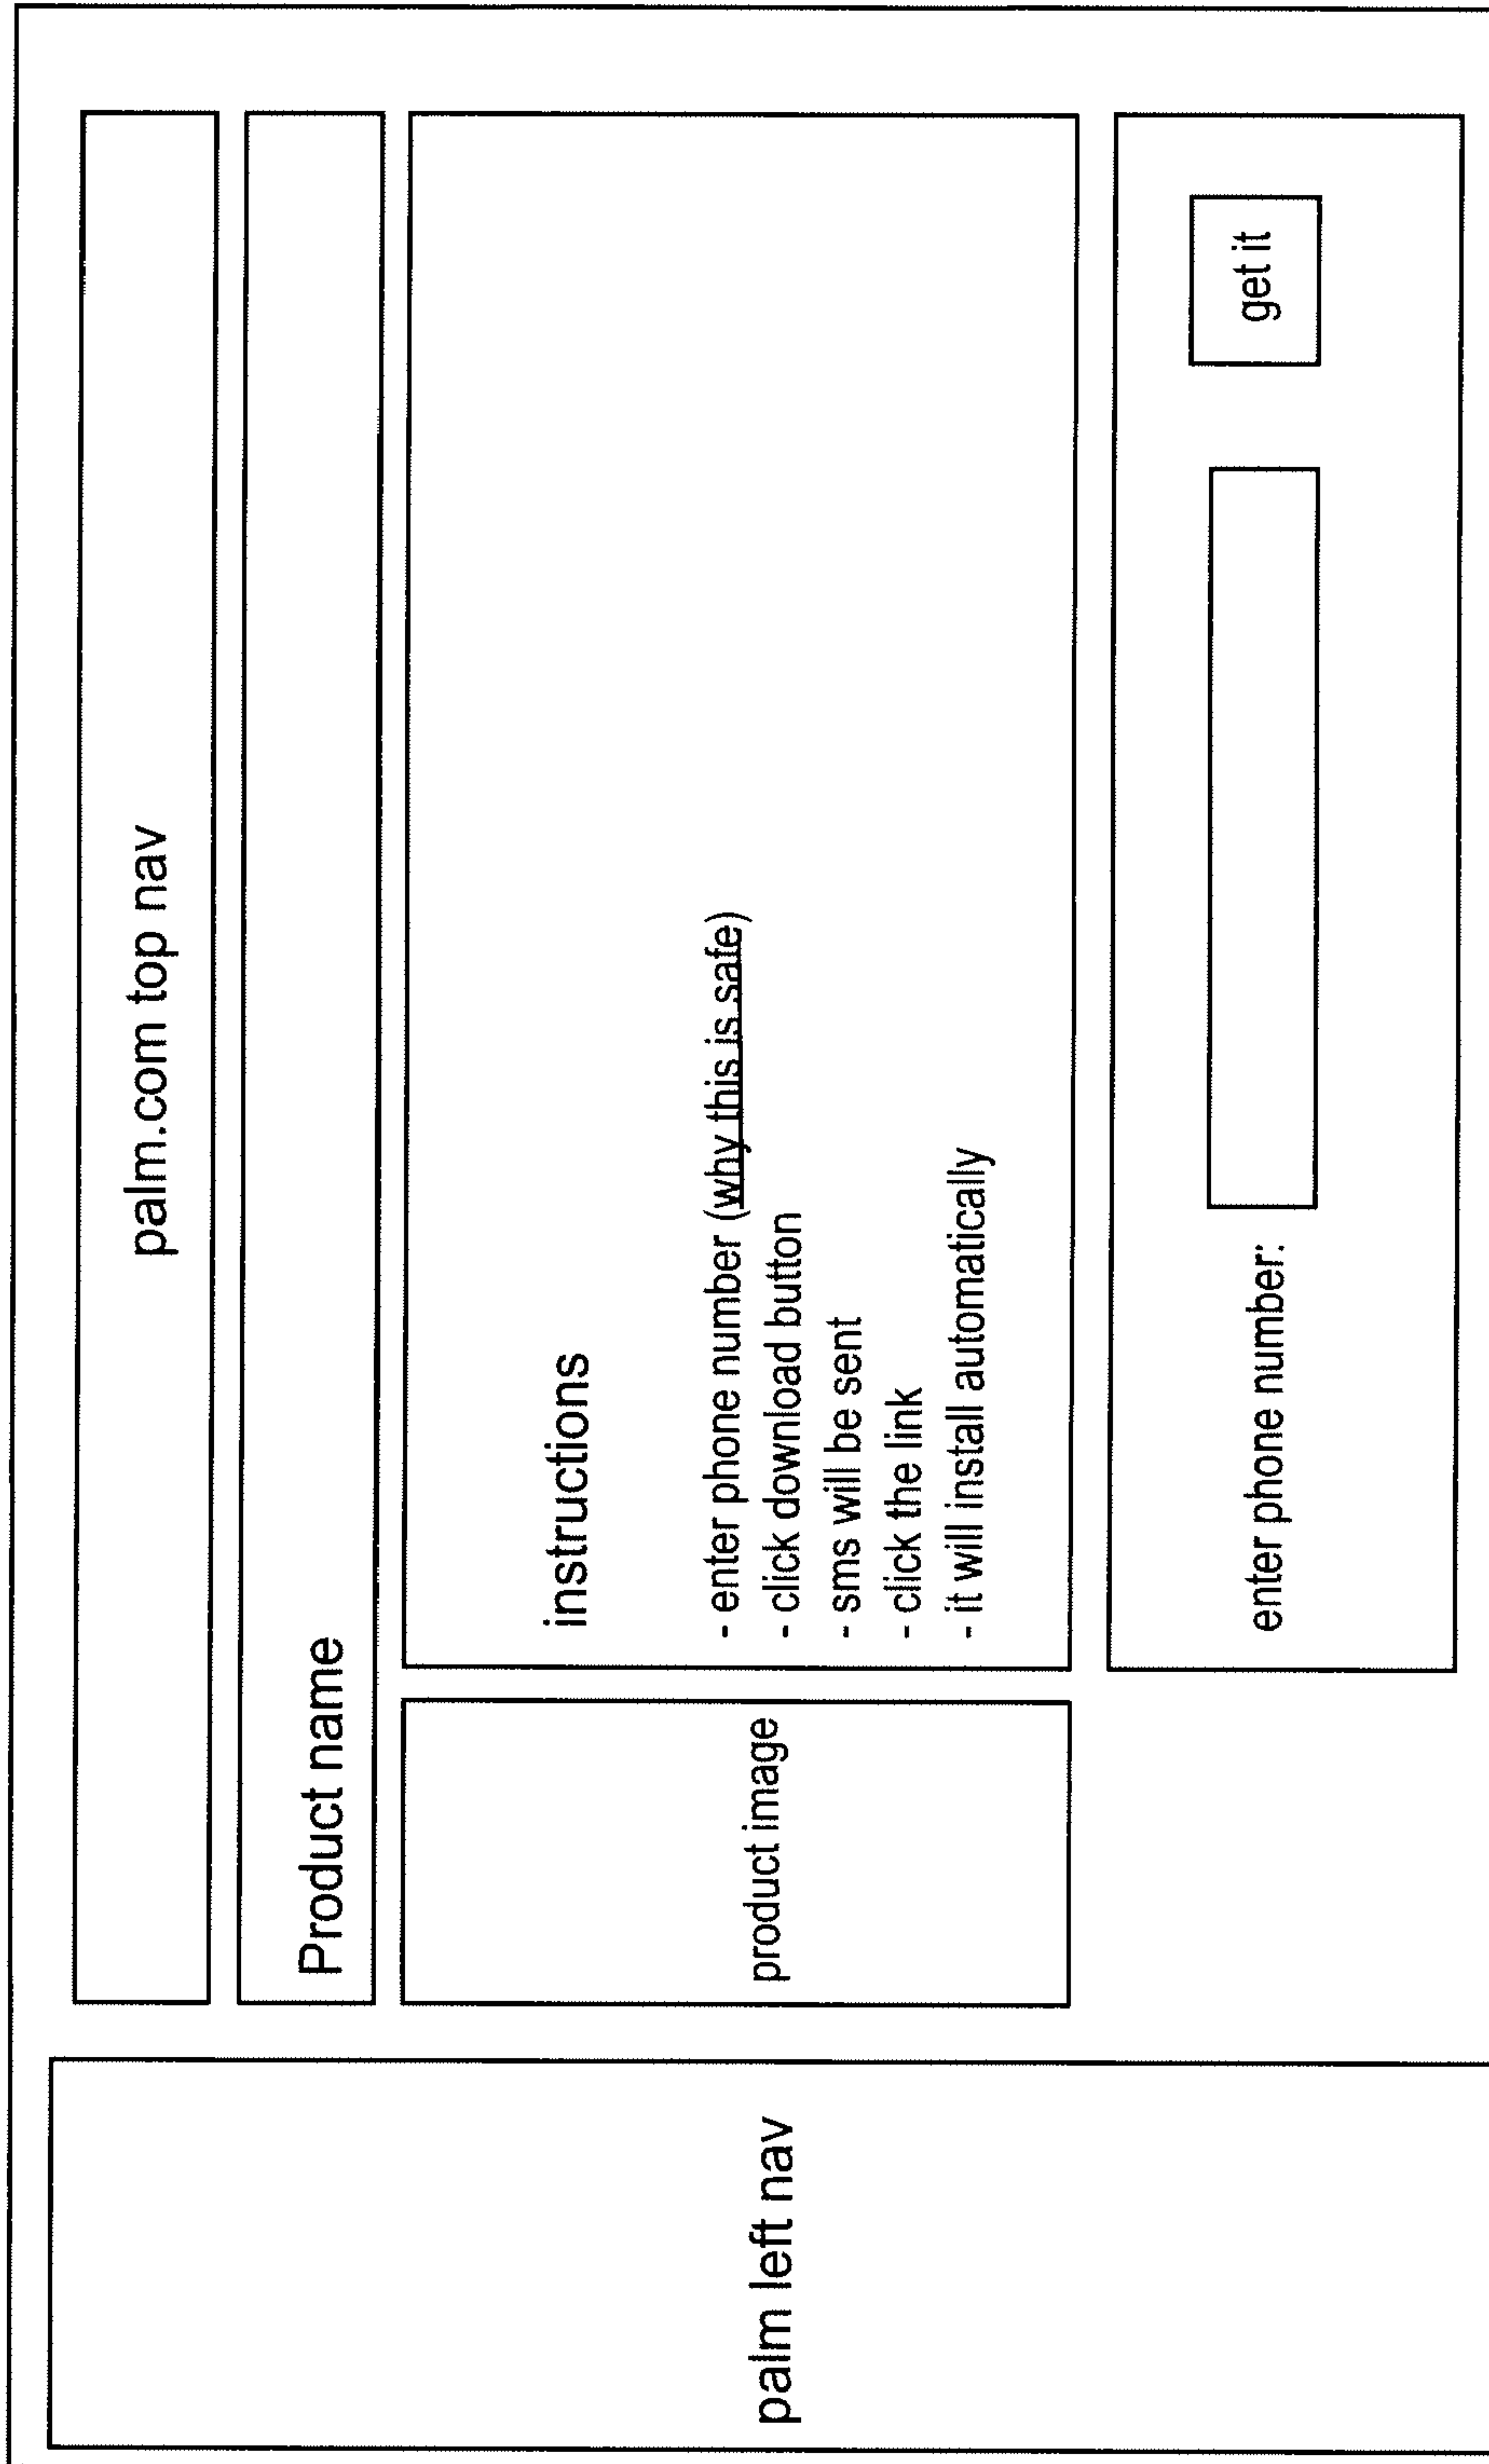 palm.com top nav
palm left nav
Product name
product image
instructions
- enter phone number (why this is safe)
- click download button
- sms will be sent
- click the link
- it will install automatically
enter phone number:
get it